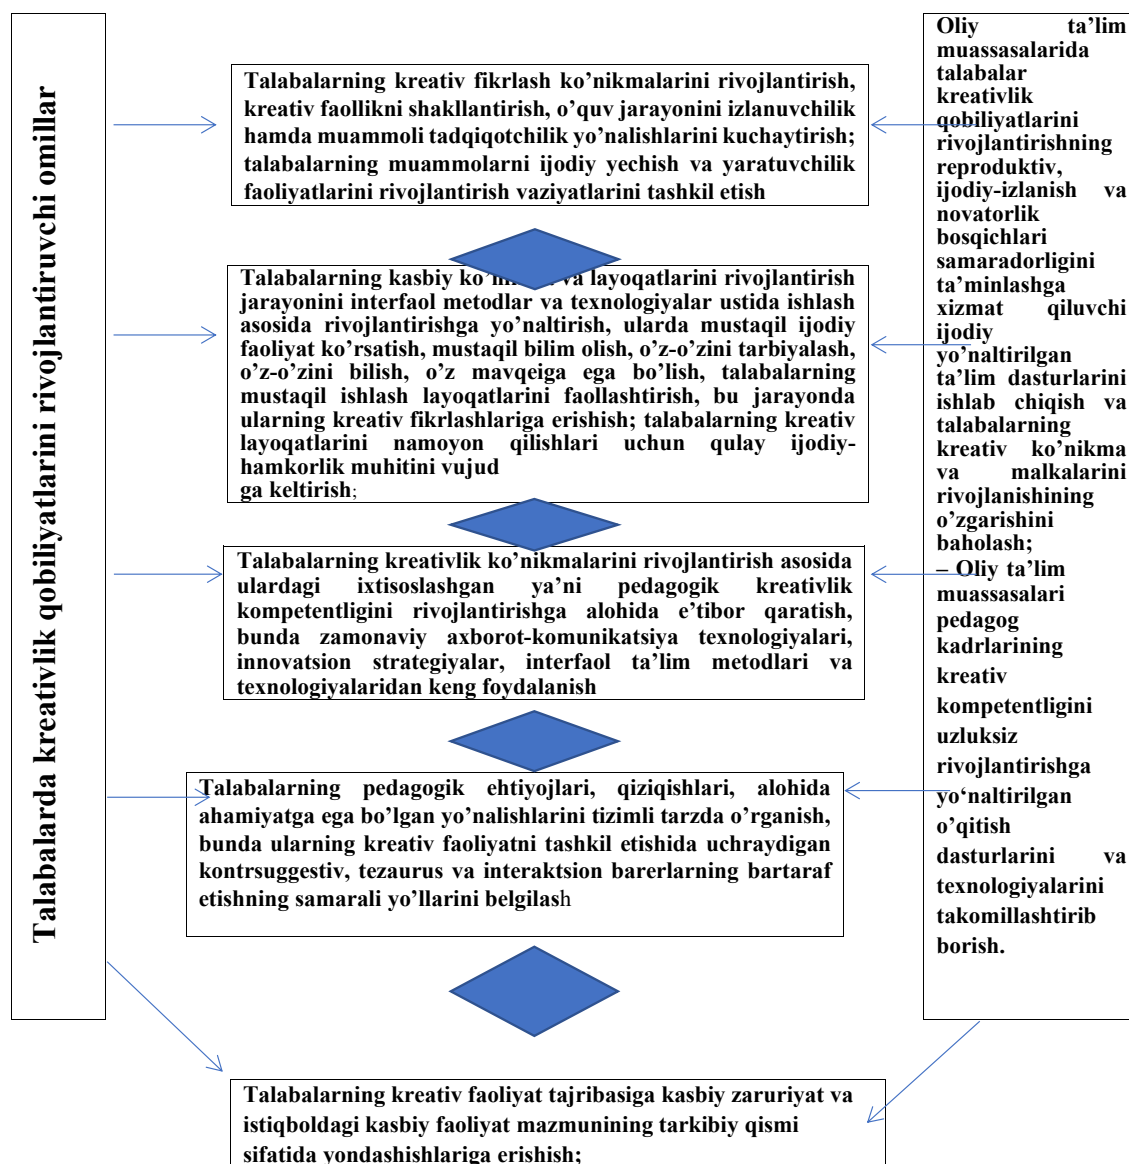 Talabalarda kreativlik qobiliyatlarini rivojlantiruvchi omillar
Talabalarning kreativ fikrlash ko’nikmalarini rivojlantirish,
kreativ faollikni shakllantirish, o’quv jarayonini izlanuvchilik
hamda muammoli tadqiqotchilik yo’nalishlarini kuchaytirish;
talabalarning muammolarni ijodiy yechish va yaratuvchilik
faoliyatlarini rivojlantirish vaziyatlarini tashkil etish
Talabalarning kasbiy va layoqatlarini rivojlantirish
jarayonini interfaol metodlar va texnologiyalar ustida ishlash
asosida rivojlantirishga yo’naltirish, ularda mustaqil ijodiy
faoliyat ko’rsatish, mustaqil bilim olish, o’z-o’zini tarbiyalash,
o’z-o’zini bilish, o’z mavqeiga ega bo’lish, talabalarning
mustaqil ishlash layoqatlarini faollashtirish, bu jarayonda
ularning kreativ fikrlashlariga erishish; talabalarning kreativ
layoqatlarini namoyon qilishlari uchun qulay ijodiy-
hamkorlik muhitini vujud
ga keltirish;
Talabalarning kreativlik ko’nikmalarini rivojlantirish asosida
ulardagi ixtisoslashgan ya’ni pedagogik kreativlik
kompetentligini rivojlantirishga alohida e’tibor qaratish,
bunda zamonaviy axborot-komunikatsiya texnologiyalari,
innovatsion strategiyalar, interfaol ta’lim metodlari va
texnologiyalaridan keng foydalanish
Talabalarning pedagogik ehtiyojlari, qiziqishlari, alohida
ahamiyatga ega bo’lgan yo’nalishlarini tizimli tarzda o’rganish,
bunda ularning kreativ faoliyatni tashkil etishida uchraydigan
kontrsuggestiv, tezaurus va interaktsion barerlarning bartaraf
etishning samarali yo’llarini belgilash
Talabalarning kreativ faoliyat tajribasiga kasbiy zaruriyat va
istiqboldagi kasbiy faoliyat mazmunining tarkibiy qismi
sifatida yondashishlariga erishish;
Oliy ta’lim
muassasalarida
talabalar
kreativlik
qobiliyatlarini
rivojlantirishning
reproduktiv,
ijodiy-izlanish va
novatorlik
bosqichlari
samaradorligini
ta’minlashga
xizmat qiluvchi
ijodiy
yo’naltirilgan
ta’lim dasturlarini
ishlab chiqish va
talabalarning
kreativ ko’nikma
va malkalarini
rivojlanishining
o’zgarishini
baholash;
– Oliy ta’lim
muassasalari
pedagog
kadrlarining
kreativ
kompetentligini
uzluksiz
rivojlantirishga
yo‘naltirilgan
o’qitish
dasturlarini va
texnologiyalarini
takomillashtirib
borish.